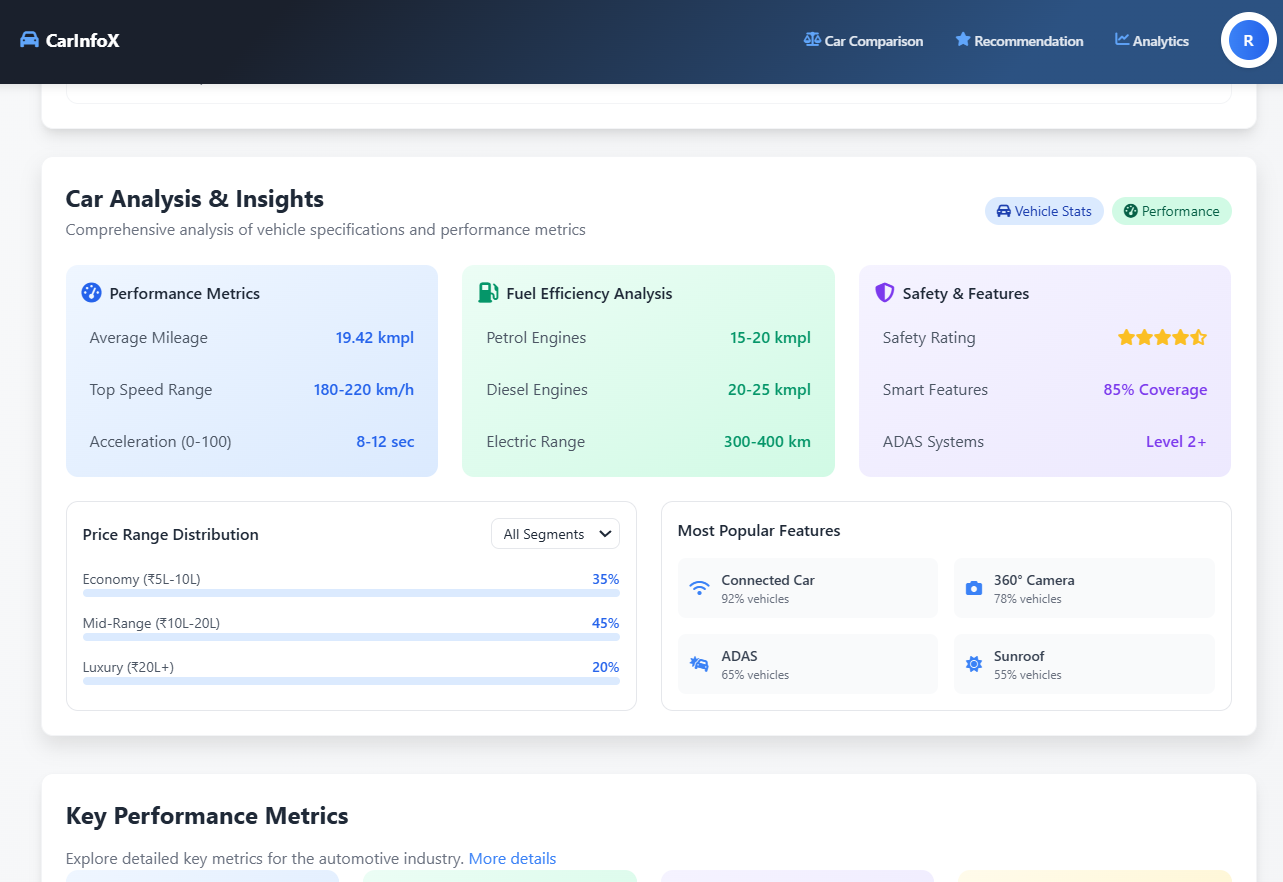 CarInfoX
Car Comparison
Recommendation
Analytics
R
Car Analysis & Insights
Comprehensive analysis of vehicle specifications and performance metrics
Vehicle Stats
Performance
Performance Metrics
Average Mileage 19.42 kmpl
Top Speed Range 180-220 km/h
Acceleration (0-100) 8-12 sec
Fuel Efficiency Analysis
Petrol Engines 15-20 kmpl
Diesel Engines 20-25 kmpl
Electric Range 300-400 km
Safety & Features
Safety Rating
Smart Features 85% Coverage
ADAS Systems Level 2+
Price Range Distribution
All Segments
Economy (₹5L-10L) 35%
Mid-Range (₹10L-20L) 45%
Luxury (₹20L+) 20%
Most Popular Features
Connected Car
92% vehicles
360° Camera
78% vehicles
ADAS
65% vehicles
Sunroof
55% vehicles
Key Performance Metrics
Explore detailed key metrics for the automotive industry. More details